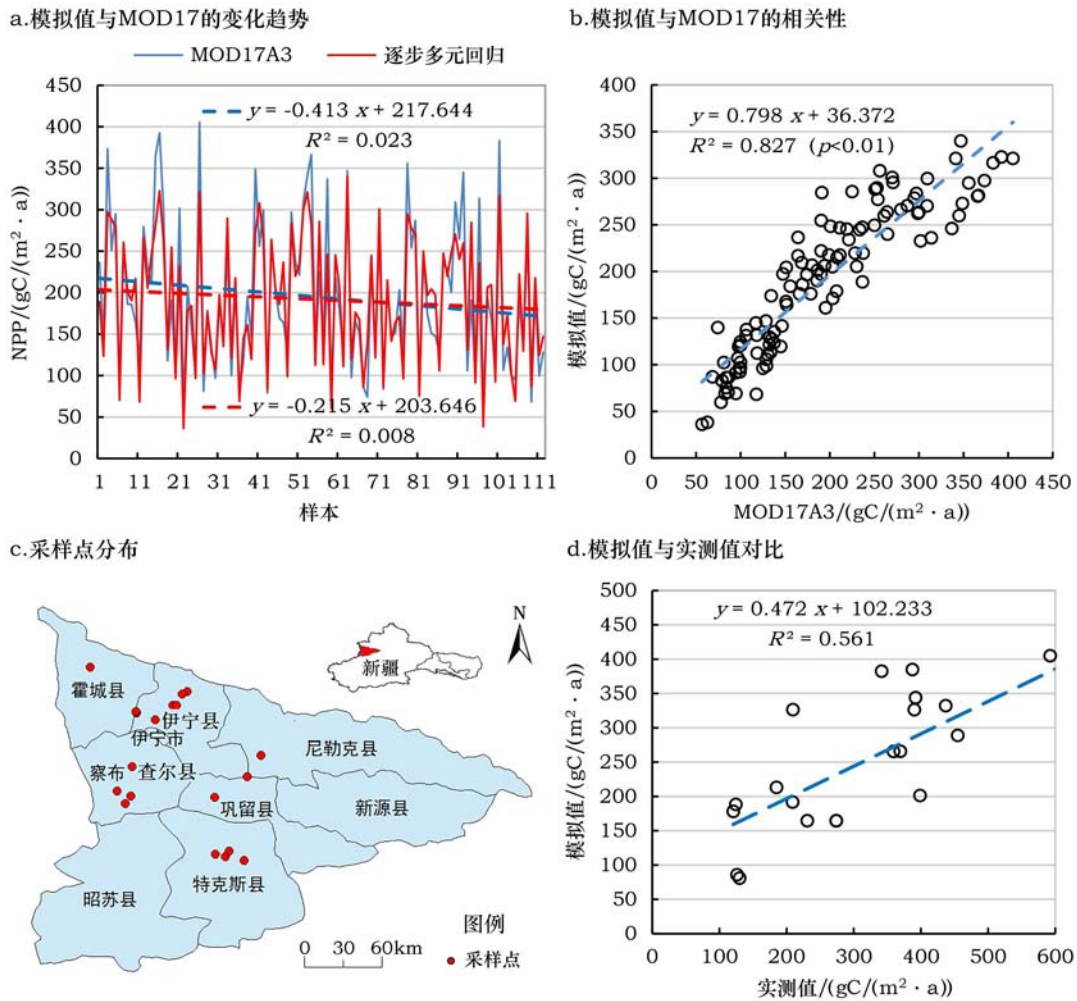 a.模拟值与MOD17的变化趋势
MOD17A3 逐步多元回归
NPP/(gC/(m²·a))
450
400
350
300
250
200
150
100
50
0
y = -0.413 x + 217.644
R² = 0.023
y = -0.215 x + 203.646
R² = 0.008
1 11 21 31 41 51 61 71 81 91 101 111
样本
b.模拟值与MOD17的相关性
模拟值/(gC/(m²·a))
450
400
350
300
250
200
150
100
50
0
y = 0.798 x + 36.372
R² = 0.827 (p<0.01)
0 50 100 150 200 250 300 350 400 450
MOD17A3/(gC/(m²·a))
c.采样点分布
N
新疆
霍城县
伊宁县
伊宁市
尼勒克县
察布 查尔县
巩留县
新源县
特克斯县
昭苏县
图例
0 30 60km
采样点
d.模拟值与实测值对比
模拟值/(gC/(m²·a))
500
450
400
350
300
250
200
150
100
50
0
y = 0.472 x + 102.233
R² = 0.561
0 100 200 300 400 500 600
实测值/(gC/(m²·a))